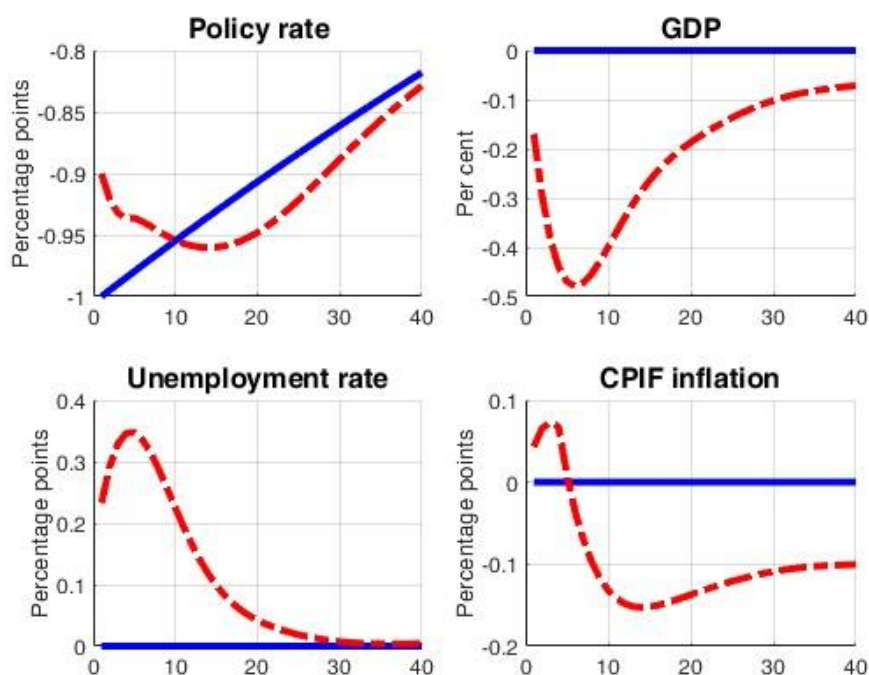 Policy rate
Percentage points
-0.8
-0.85
-0.9
-0.95
-1
0 10 20 30 40
GDP
Per cent
0
-0.1
-0.2
-0.3
-0.4
-0.5
0 10 20 30 40
Unemployment rate
Percentage points
0.4
0.3
0.2
0.1
0
0 10 20 30 40
CPIF inflation
Percentage points
0.1
0
-0.1
-0.2
0 10 20 30 40